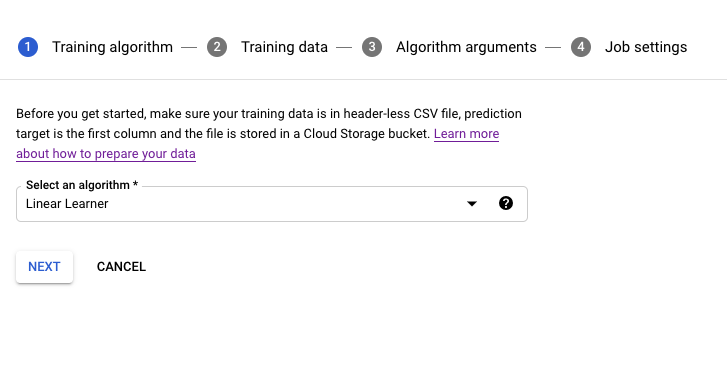 1 Training algorithm — 2 Training data — 3 Algorithm arguments — 4 Job settings
Before you get started, make sure your training data is in header-less CSV file, prediction
target is the first column and the file is stored in a Cloud Storage bucket. Learn more
about how to prepare your data
Select an algorithm *
Linear Learner ?
NEXT CANCEL